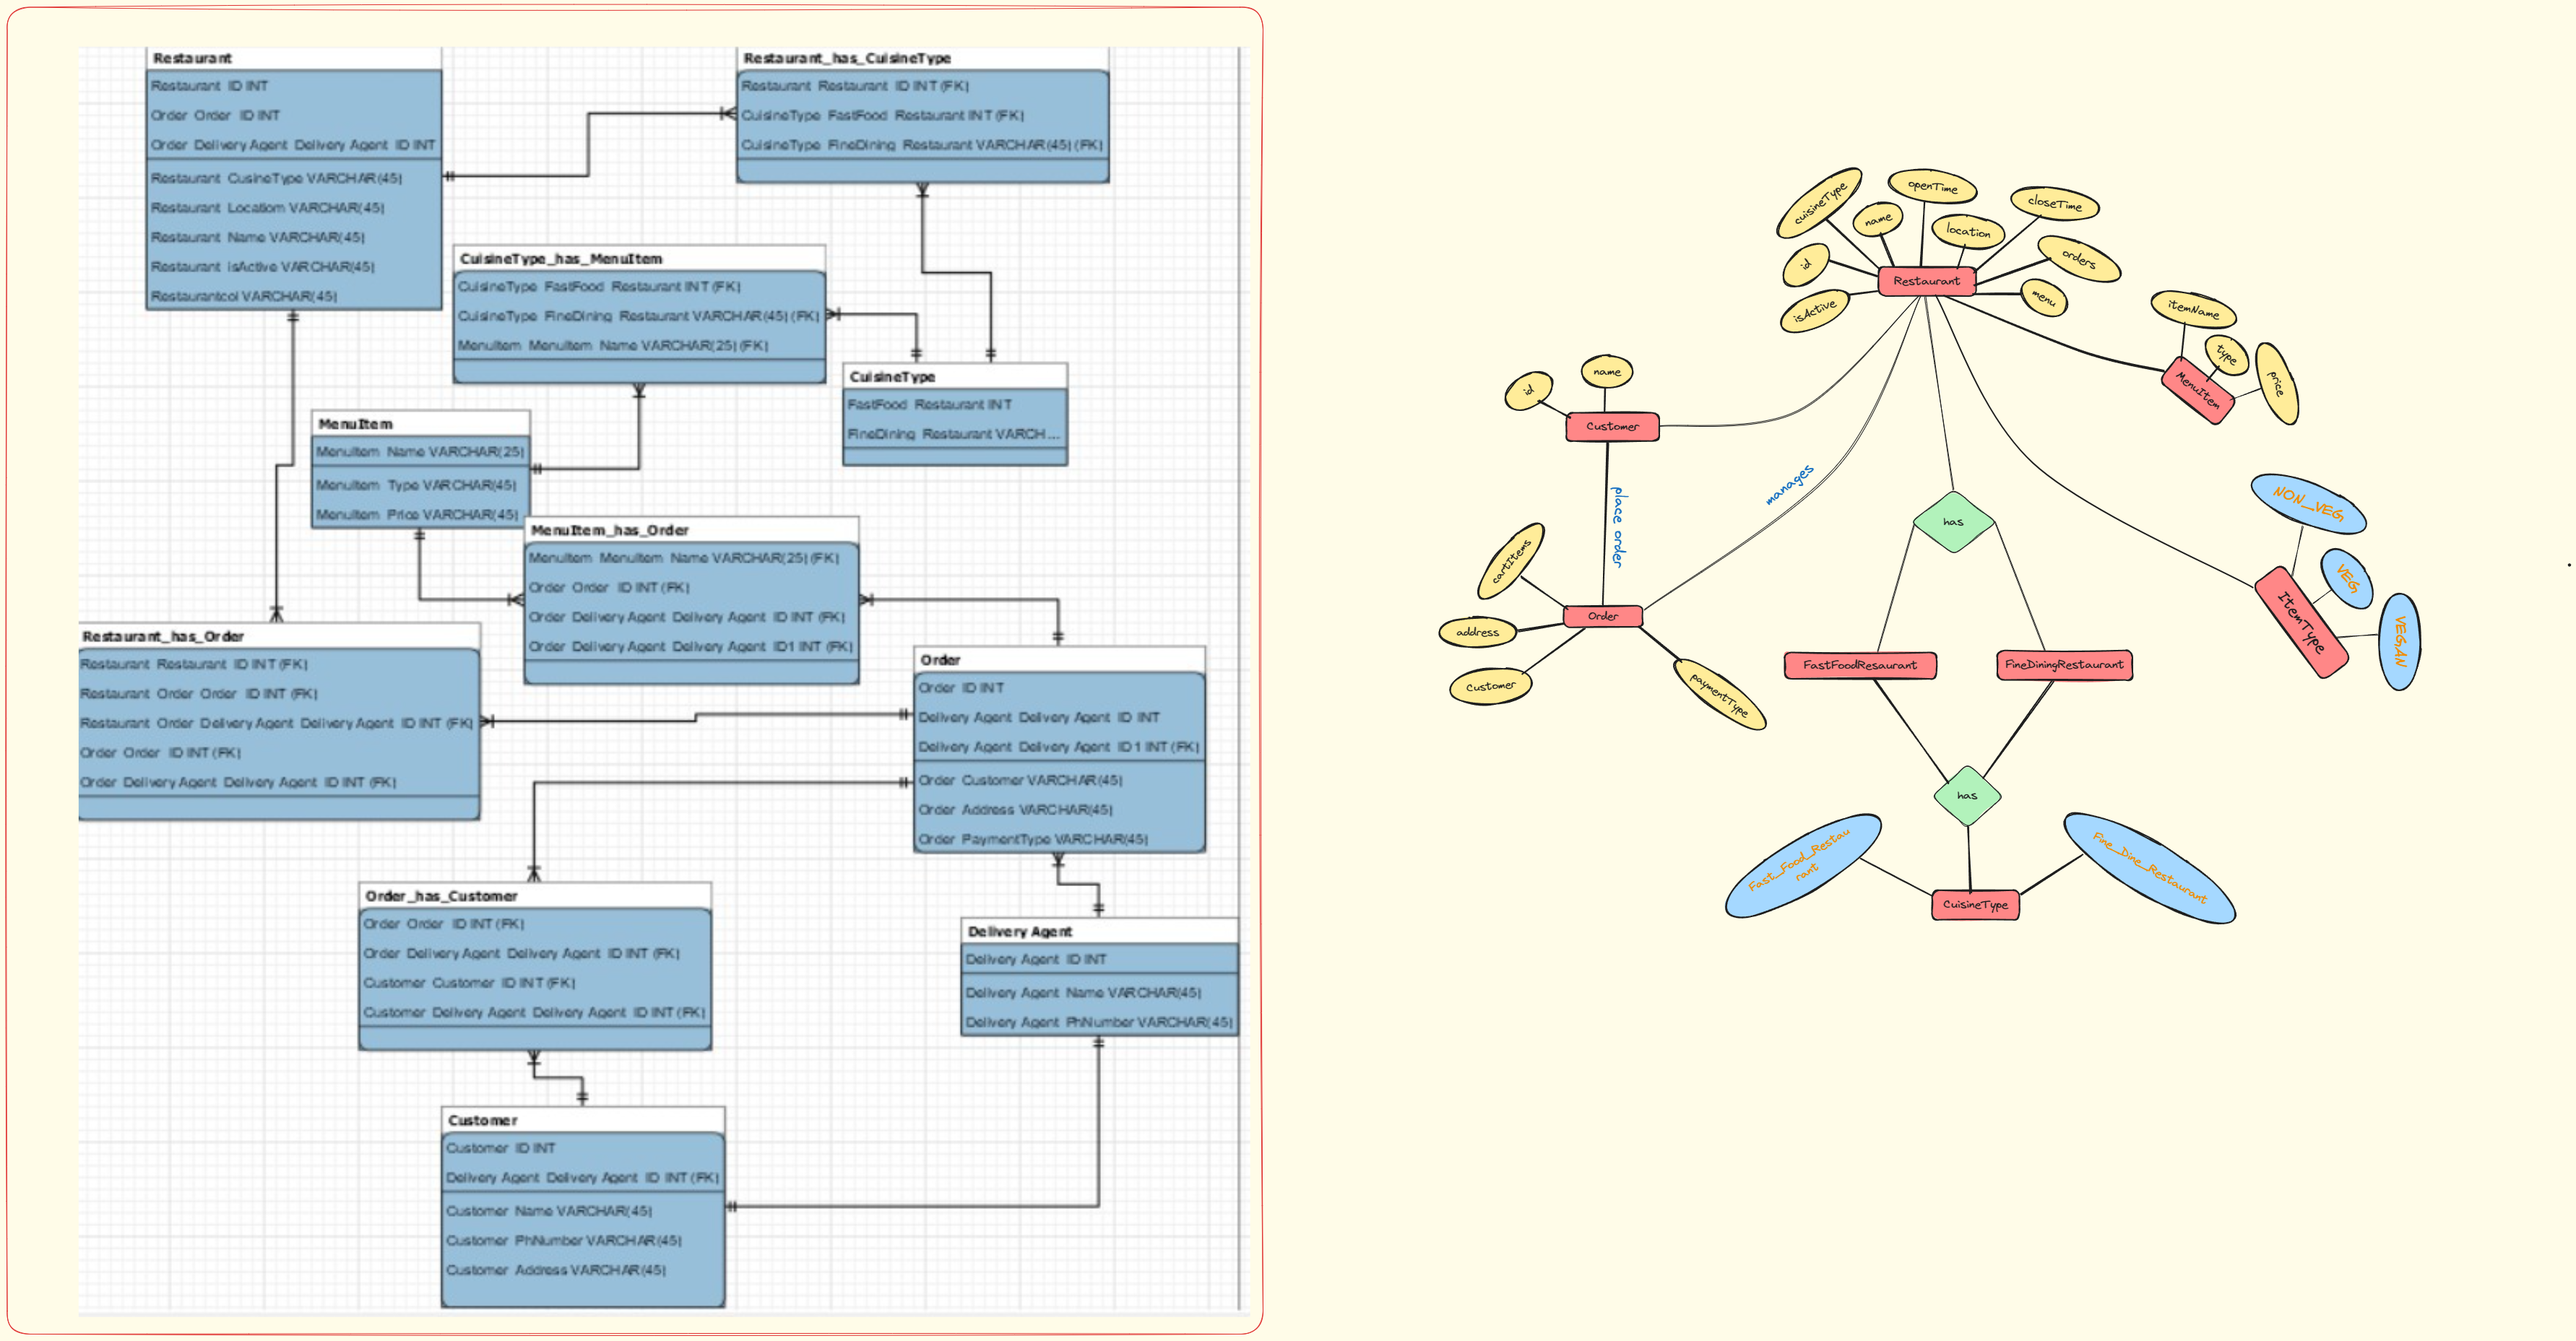 Restaurant
Restaurant ID INT
Order Order ID INT
Order Delivery Agent Delivery Agent ID INT
Restaurant CusineType VARCHAR(45)
Restaurant Locatiom VARCHAR(45)
Restaurant Name VARCHAR(45)
Restaurant isActive VARCHAR(45)
Restaurantcol VARCHAR(45)
Restaurant_has_CuisineType
Restaurant Restaurant ID INT (FK)
CuisineType FastFood Restaurant INT (FK)
CuisineType FineDining Restaurant VARCHAR(45) (FK)
CuisineType_has_MenuItem
CuisineType FastFood Restaurant INT (FK)
CuisineType FineDining Restaurant VARCHAR(45) (FK)
MenuItem MenuItem Name VARCHAR(25) (FK)
CuisineType
FastFood Restaurant INT
FineDining Restaurant VARCH...
MenuItem
MenuItem Name VARCHAR(25)
MenuItem Type VARCHAR(45)
MenuItem Price VARCHAR(45)
MenuItem_has_Order
MenuItem MenuItem Name VARCHAR(25) (FK)
Order Order ID INT (FK)
Order Delivery Agent Delivery Agent ID INT (FK)
Order Delivery Agent Delivery Agent ID1 INT (FK)
Restaurant_has_Order
Restaurant Restaurant ID INT (FK)
Restaurant Order Order ID INT (FK)
Restaurant Order Delivery Agent Delivery Agent ID INT (FK)
Order Order ID INT (FK)
Order Delivery Agent Delivery Agent ID INT (FK)
Order
Order ID INT
Delivery Agent Delivery Agent ID INT
Delivery Agent Delivery Agent ID1 INT (FK)
Order Customer VARCHAR(45)
Order Address VARCHAR(45)
Order PaymentType VARCHAR(45)
Order_has_Customer
Order Order ID INT (FK)
Order Delivery Agent Delivery Agent ID INT (FK)
Customer Customer ID INT (FK)
Customer Delivery Agent Delivery Agent ID INT (FK)
Delivery Agent
Delivery Agent ID INT
Delivery Agent Name VARCHAR(45)
Delivery Agent PhNumber VARCHAR(45)
Customer
Customer ID INT
Delivery Agent Delivery Agent ID INT (FK)
Customer Name VARCHAR(45)
Customer PhNumber VARCHAR(45)
Customer Address VARCHAR(45)
cuisineType
openTime
closeTime
name
location
id
orders
Restaurant
isActive
menu
itemName
type
price
MenuItem
id
name
Customer
place order
manages
has
NON_VEG
VEG
VEGAN
ItemType
cartItems
Order
address
Customer
paymentType
FastFoodResaurant
FineDiningRestaurant
has
Fast_Food_Restau
rant
Fine_Dine_Restaurant
CuisineType